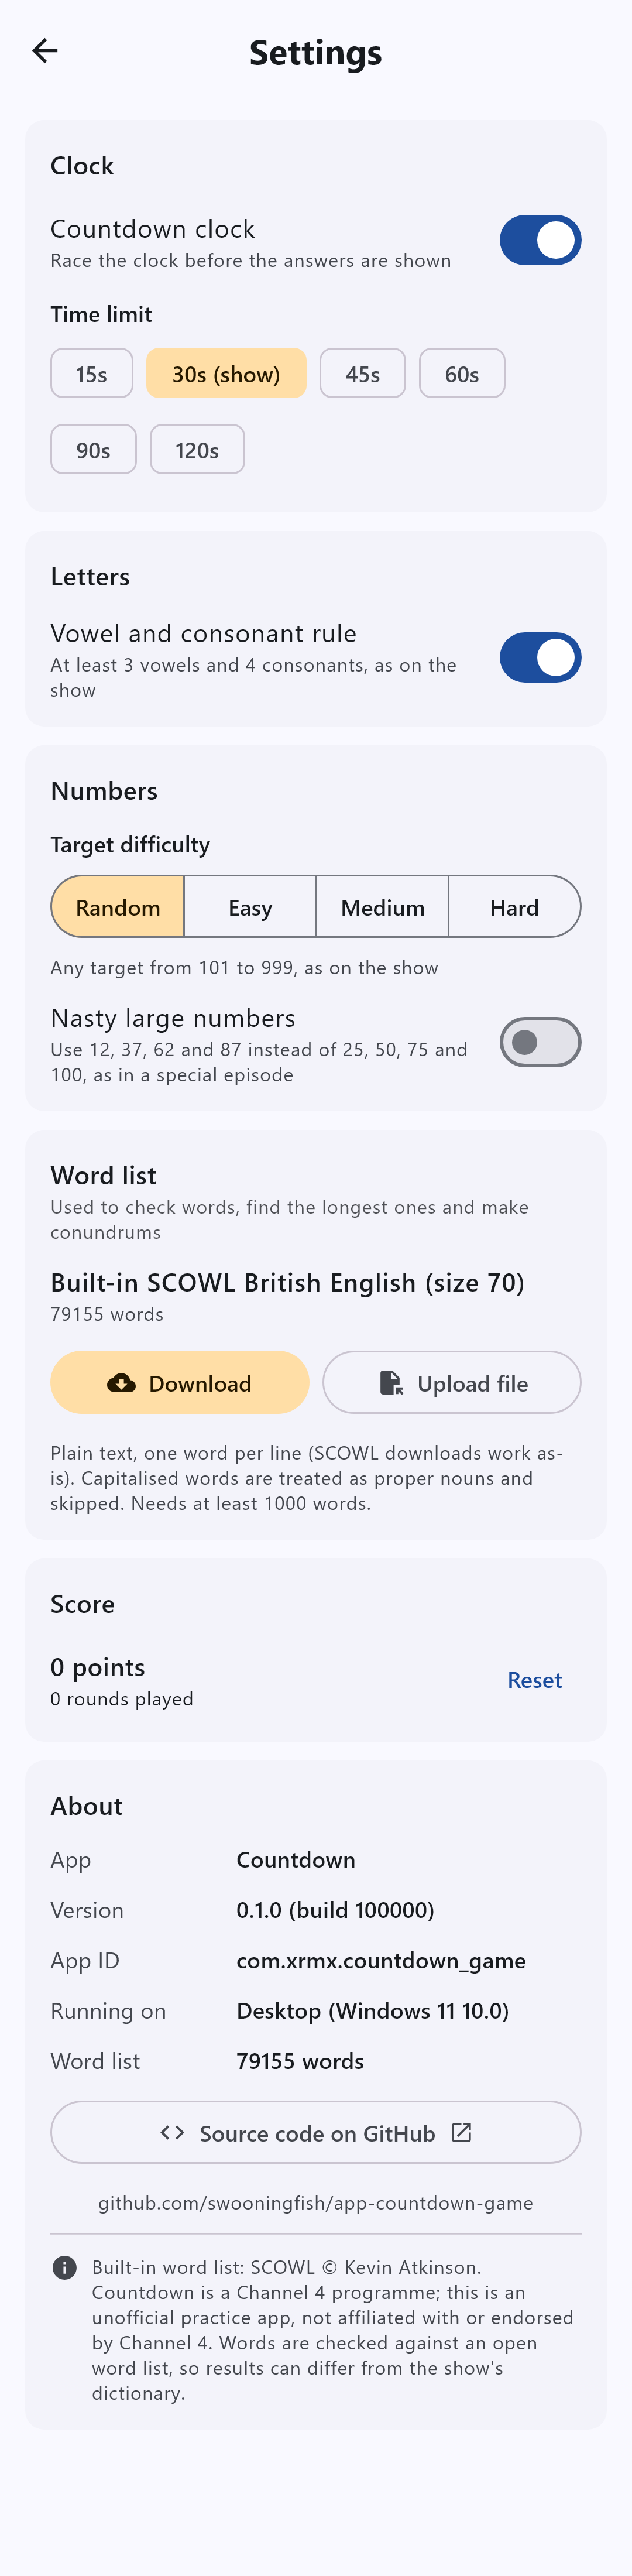 Settings
Clock
Countdown clock
Race the clock before the answers are shown
Time limit
15s 30s (show) 45s 60s
90s 120s
Letters
Vowel and consonant rule
At least 3 vowels and 4 consonants, as on the
show
Numbers
Target difficulty
Random Easy Medium Hard
Any target from 101 to 999, as on the show
Nasty large numbers
Use 12, 37, 62 and 87 instead of 25, 50, 75 and
100, as in a special episode
Word list
Used to check words, find the longest ones and make
conundrums
Built-in SCOWL British English (size 70)
79155 words
Download Upload file
Plain text, one word per line (SCOWL downloads work as-
is). Capitalised words are treated as proper nouns and
skipped. Needs at least 1000 words.
Score
0 points
0 rounds played
Reset
About
App Countdown
Version 0.1.0 (build 100000)
App ID com.xrmx.countdown_game
Running on Desktop (Windows 11 10.0)
Word list 79155 words
Source code on GitHub
github.com/swooningfish/app-countdown-game
Built-in word list: SCOWL © Kevin Atkinson.
Countdown is a Channel 4 programme; this is an
unofficial practice app, not affiliated with or endorsed
by Channel 4. Words are checked against an open
word list, so results can differ from the show's
dictionary.